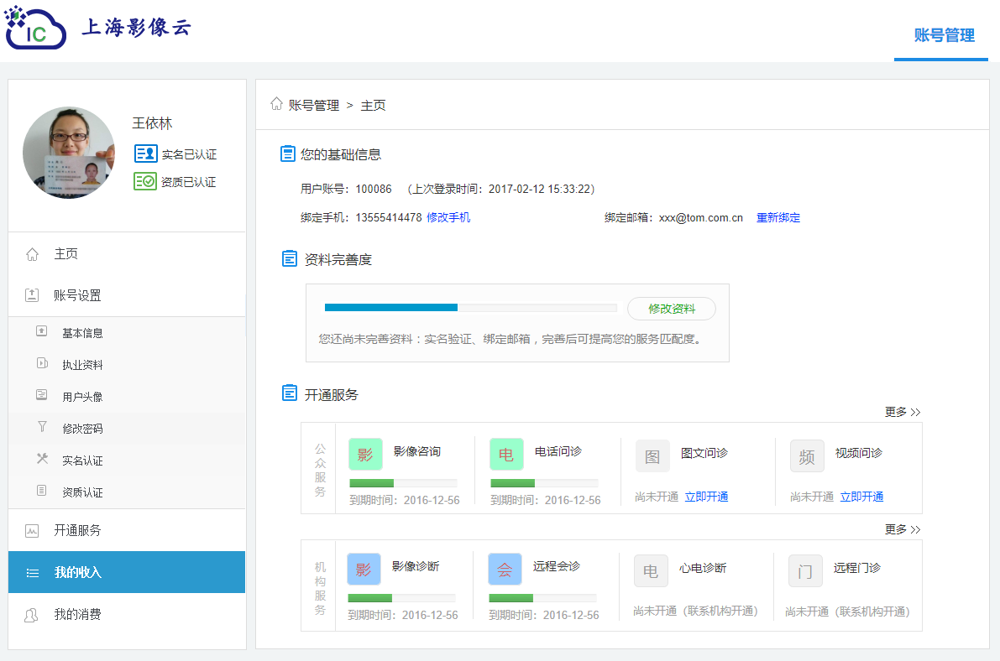 IC 上海影像云
账号管理
王依林
实名已认证
资质已认证
主页
账号设置
基本信息
执业资料
用户头像
修改密码
实名认证
资质认证
开通服务
我的收入
我的消费
账号管理 > 主页
您的基础信息
用户账号：100086 （上次登录时间：2017-02-12 15:33:22）
绑定手机：13555414478 修改手机 绑定邮箱：xxx@tom.com.cn 重新绑定
资料完善度
修改资料
您还尚未完善资料：实名验证、绑定邮箱，完善后可提高您的服务匹配度。
开通服务
更多 >>
公众服务
影 影像咨询
到期时间：2016-12-56
电 电话问诊
到期时间：2016-12-56
图 图文问诊
尚未开通 立即开通
频 视频问诊
尚未开通 立即开通
更多 >>
机构服务
影 影像诊断
到期时间：2016-12-56
会 远程会诊
到期时间：2016-12-56
电 心电诊断
尚未开通（联系机构开通）
门 远程门诊
尚未开通（联系机构开通）